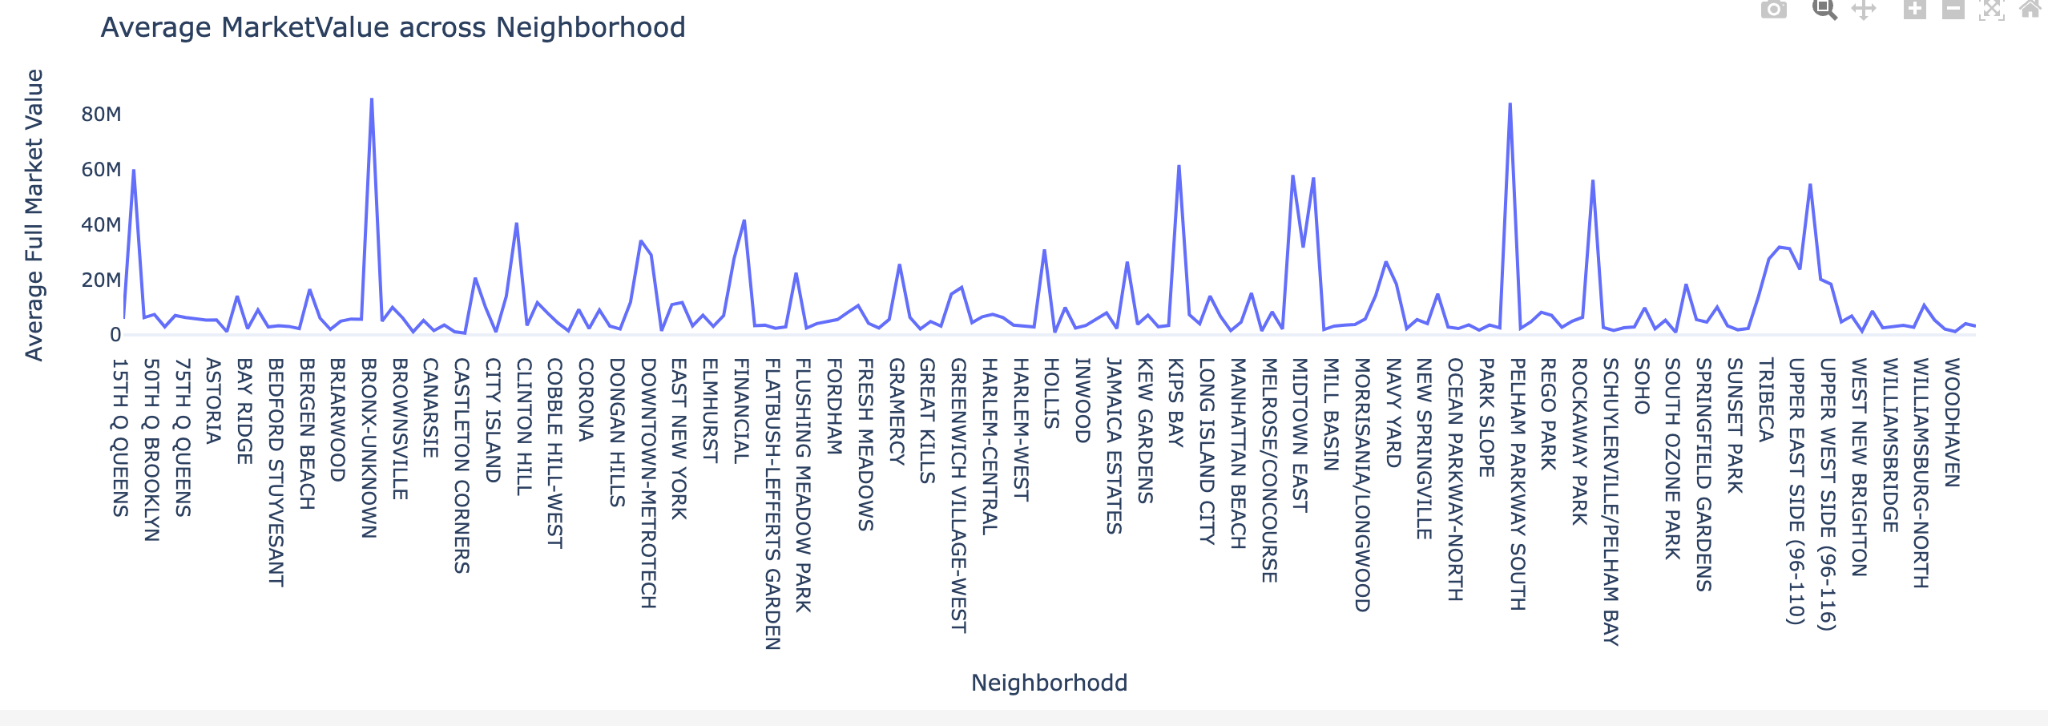 Average MarketValue across Neighborhood
Average Full Market Value
80M
60M
40M
20M
0
15TH Q QUEENS
50TH Q BROOKLYN
75TH Q QUEENS
ASTORIA
BAY RIDGE
BEDFORD STUYVESANT
BERGEN BEACH
BRIARWOOD
BRONX-UNKNOWN
BROWNSVILLE
CANARSIE
CASTLETON CORNERS
CITY ISLAND
CLINTON HILL
COBBLE HILL-WEST
CORONA
DONGAN HILLS
DOWNTOWN-METROTECH
EAST NEW YORK
ELMHURST
FINANCIAL
FLATBUSH-LEFFERTS GARDEN
FLUSHING MEADOW PARK
FORDHAM
FRESH MEADOWS
GRAMERCY
GREAT KILLS
GREENWICH VILLAGE-WEST
HARLEM-CENTRAL
HARLEM-WEST
HOLLIS
INWOOD
JAMAICA ESTATES
KEW GARDENS
KIPS BAY
LONG ISLAND CITY
MANHATTAN BEACH
MELROSE/CONCOURSE
MIDTOWN EAST
MILL BASIN
MORRISANIA/LONGWOOD
NAVY YARD
NEW SPRINGVILLE
OCEAN PARKWAY-NORTH
PARK SLOPE
PELHAM PARKWAY SOUTH
REGO PARK
ROCKAWAY PARK
SCHUYLERVILLE/PELHAM BAY
SOHO
SOUTH OZONE PARK
SPRINGFIELD GARDENS
SUNSET PARK
TRIBECA
UPPER EAST SIDE (96-110)
UPPER WEST SIDE (96-116)
WEST NEW BRIGHTON
WILLIAMSBRIDGE
WILLIAMSBURG-NORTH
WOODHAVEN
Neighborhodd